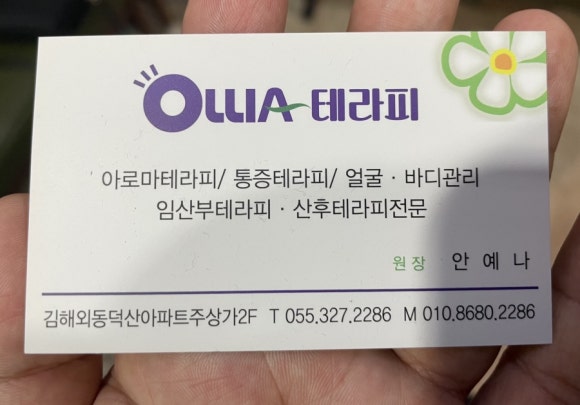 OLLIA 테라피
아로마테라피/ 통증테라피/ 얼굴 · 바디관리
임산부테라피 · 산후테라피전문
원장 안 예 나
김해외동덕산아파트주상가2F T 055.327.2286 M 010.8680.2286